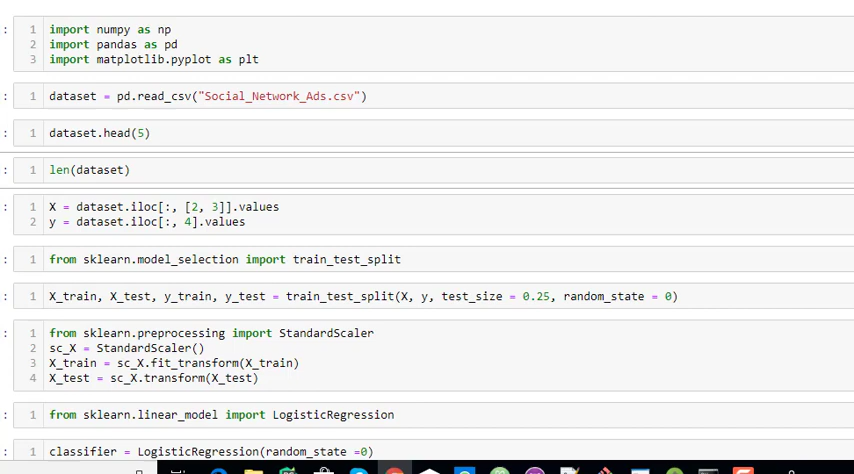 : 1 import numpy as np
2 import pandas as pd
3 import matplotlib.pyplot as plt
: 1 dataset = pd.read_csv("Social_Network_Ads.csv")
: 1 dataset.head(5)
: 1 len(dataset)
: 1 X = dataset.iloc[:, [2, 3]].values
2 y = dataset.iloc[:, 4].values
: 1 from sklearn.model_selection import train_test_split
: 1 X_train, X_test, y_train, y_test = train_test_split(X, y, test_size = 0.25, random_state = 0)
: 1 from sklearn.preprocessing import StandardScaler
2 sc_X = StandardScaler()
3 X_train = sc_X.fit_transform(X_train)
4 X_test = sc_X.transform(X_test)
: 1 from sklearn.linear_model import LogisticRegression
: 1 classifier = LogisticRegression(random_state =0)